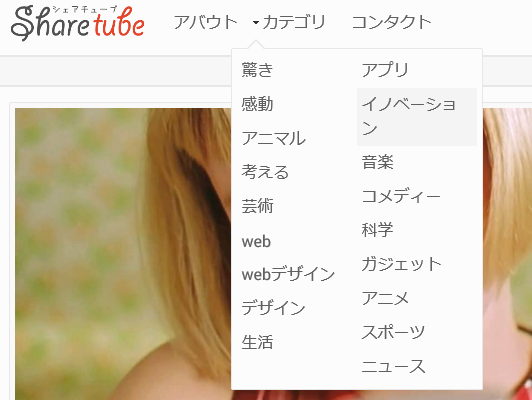 シェアチューブ
Sharetube
アバウト
カテゴリ
コンタクト
驚き
感動
アニマル
考える
芸術
web
webデザイン
デザイン
生活
アプリ
イノベーショ
ン
音楽
コメディー
科学
ガジェット
アニメ
スポーツ
ニュース